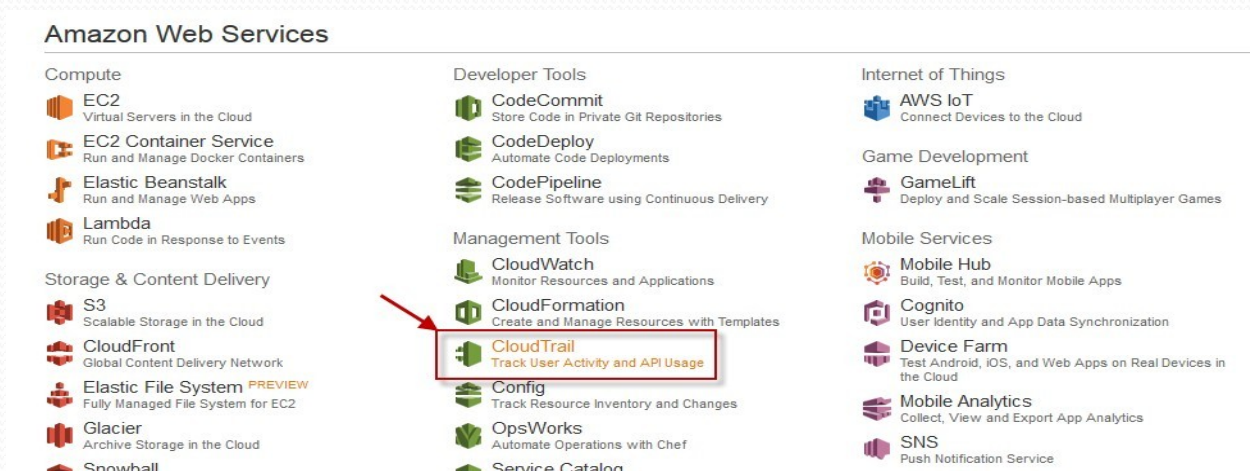 Amazon Web Services
Compute
EC2
Virtual Servers in the Cloud
EC2 Container Service
Run and Manage Docker Containers
Elastic Beanstalk
Run and Manage Web Apps
Lambda
Run Code in Response to Events
Storage & Content Delivery
S3
Scalable Storage in the Cloud
CloudFront
Global Content Delivery Network
Elastic File System PREVIEW
Fully Managed File System for EC2
Glacier
Archive Storage in the Cloud
Snowball
Developer Tools
CodeCommit
Store Code in Private Git Repositories
CodeDeploy
Automate Code Deployments
CodePipeline
Release Software using Continuous Delivery
Management Tools
CloudWatch
Monitor Resources and Applications
CloudFormation
Create and Manage Resources with Templates
CloudTrail
Track User Activity and API Usage
Config
Track Resource Inventory and Changes
OpsWorks
Automate Operations with Chef
Service Catalog
Internet of Things
AWS IoT
Connect Devices to the Cloud
Game Development
GameLift
Deploy and Scale Session-based Multiplayer Games
Mobile Services
Mobile Hub
Build, Test, and Monitor Mobile Apps
Cognito
User Identity and App Data Synchronization
Device Farm
Test Android, iOS, and Web Apps on Real Devices in
the Cloud
Mobile Analytics
Collect, View and Export App Analytics
SNS
Push Notification Service